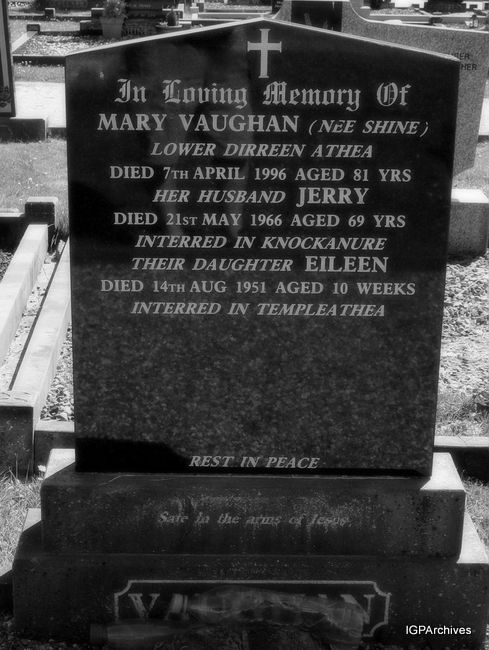 In Loving Memory Of
MARY VAUGHAN (NÉE SHINE)
LOWER DIRREEN ATHEA
DIED 7TH APRIL 1996 AGED 81 YRS
HER HUSBAND JERRY
DIED 21ST MAY 1966 AGED 69 YRS
INTERRED IN KNOCKANURE
THEIR DAUGHTER EILEEN
DIED 14TH AUG 1951 AGED 10 WEEKS
INTERRED IN TEMPLEATHEA
REST IN PEACE
Safe in the arms of Jesus.
VAUGHAN
IGPArchives